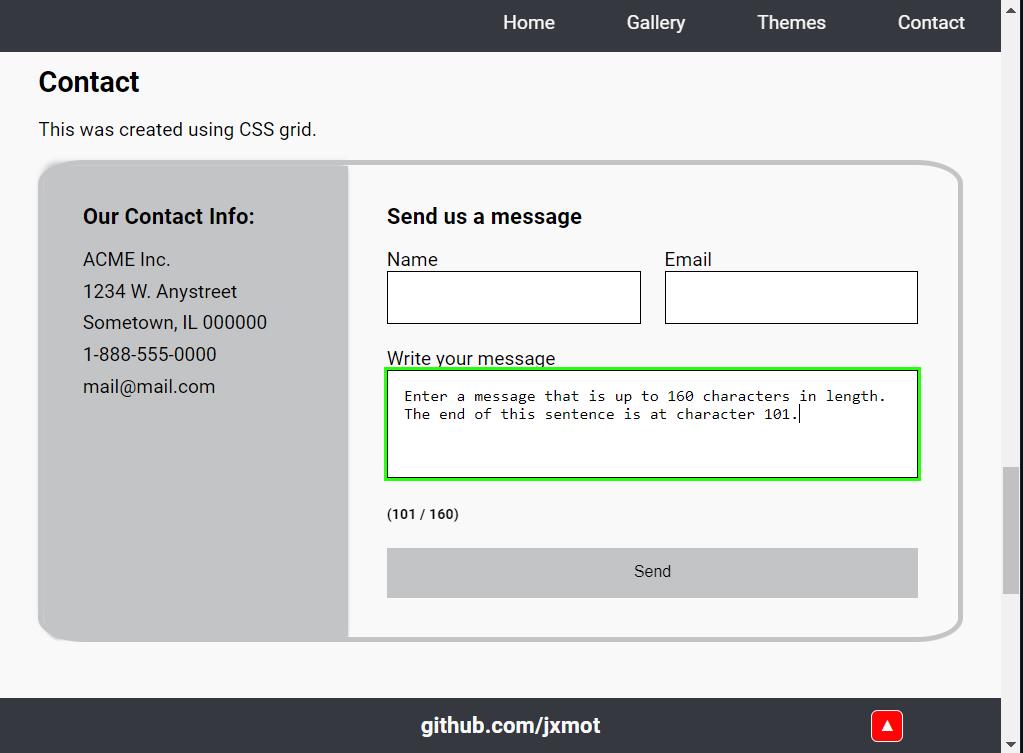 Home Gallery Themes Contact
Contact
This was created using CSS grid.
Our Contact Info:
ACME Inc.
1234 W. Anystreet
Sometown, IL 000000
1-888-555-0000
mail@mail.com
Send us a message
Name Email
Write your message
Enter a message that is up to 160 characters in length.
The end of this sentence is at character 101.
(101 / 160)
Send
github.com/jxmot